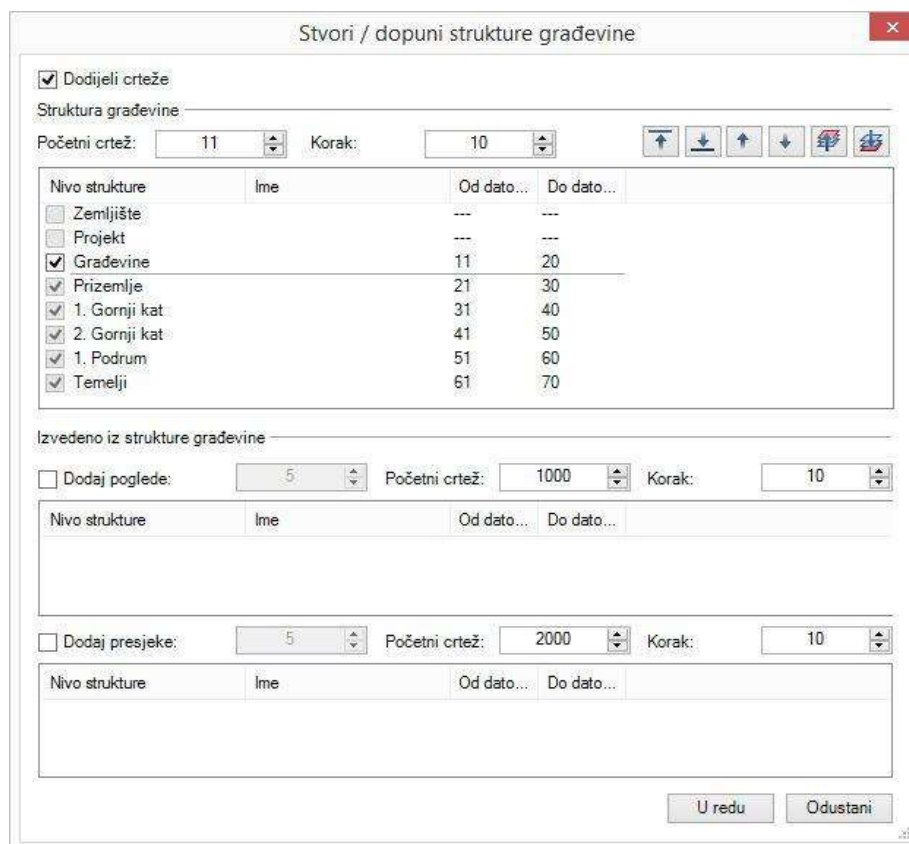 Stvori / dopuni strukture građevine
Dodijeli crteže
Struktura građevine
Početni crtež: 11 Korak: 10
Nivo strukture Ime Od dato... Do dato...
Zemljište --- ---
Projekt --- ---
Građevine 11 20
Prizemlje 21 30
1. Gornji kat 31 40
2. Gornji kat 41 50
1. Podrum 51 60
Temelji 61 70
Izvedeno iz strukture građevine
Dodaj poglede: 5 Početni crtež: 1000 Korak: 10
Nivo strukture Ime Od dato... Do dato...
Dodaj presjeke: 5 Početni crtež: 2000 Korak: 10
Nivo strukture Ime Od dato... Do dato...
U redu Odustani